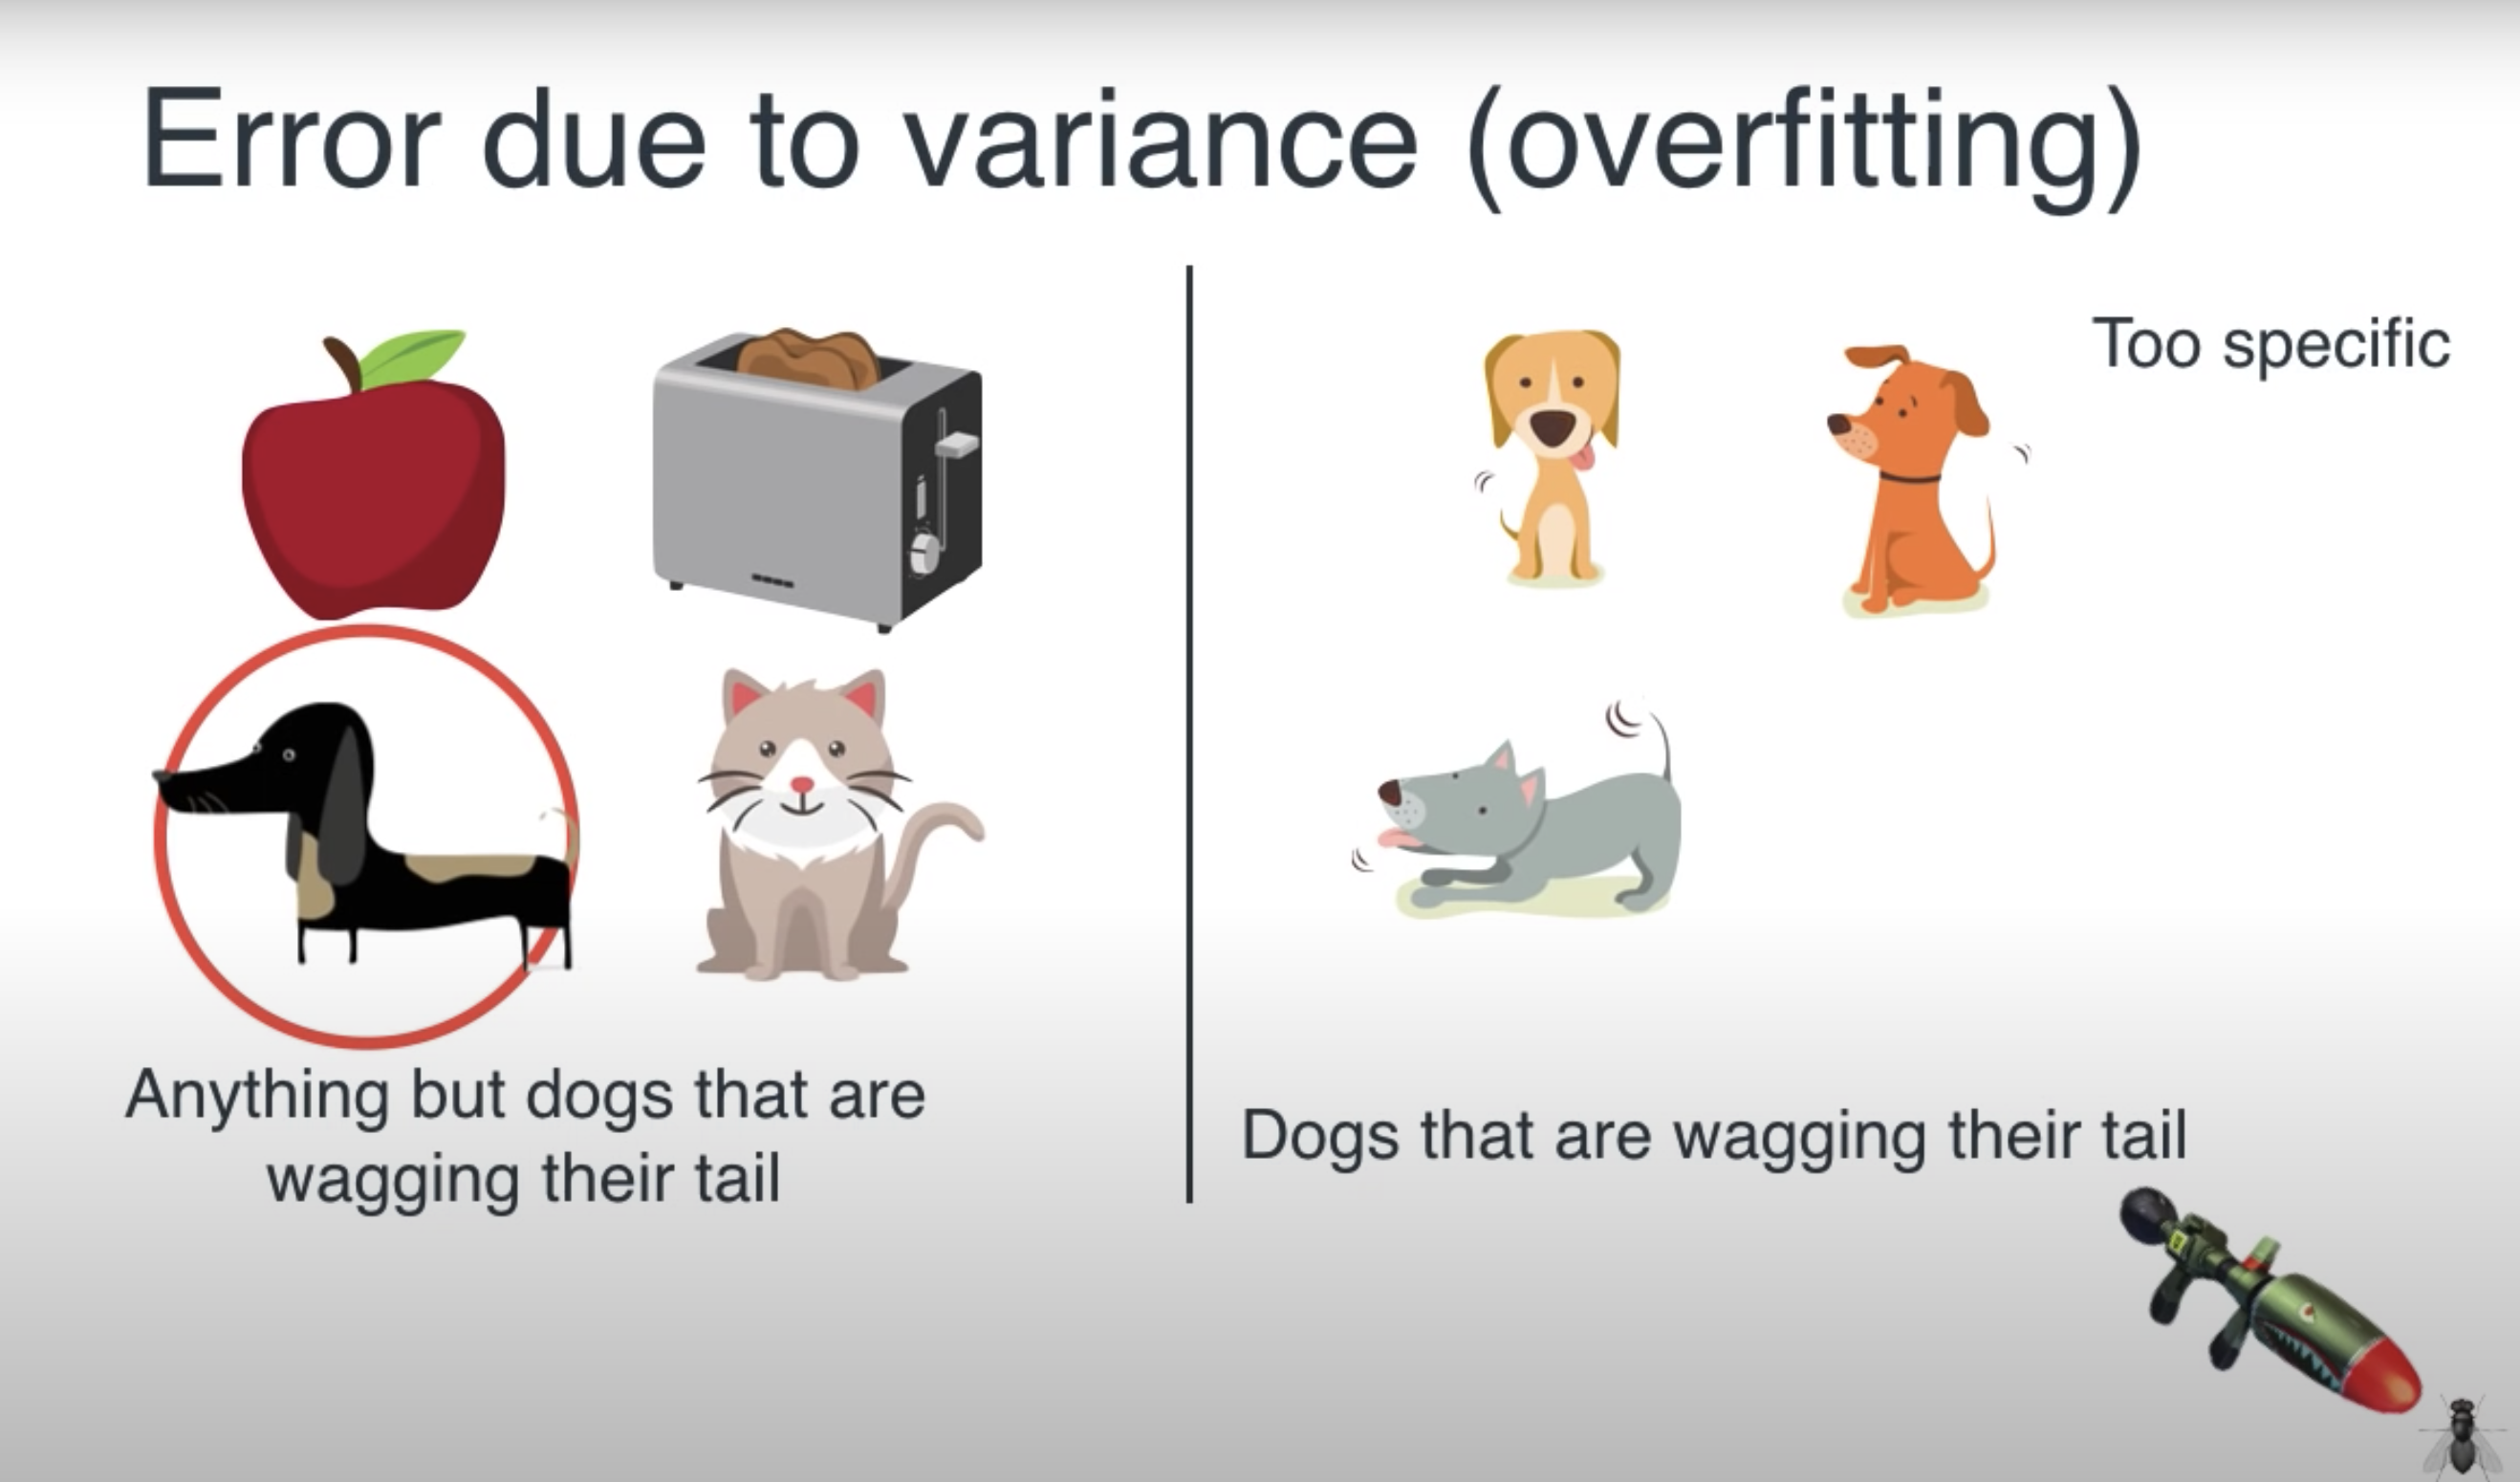 Error due to variance (overfitting)
Too specific
Anything but dogs that are
wagging their tail
Dogs that are wagging their tail